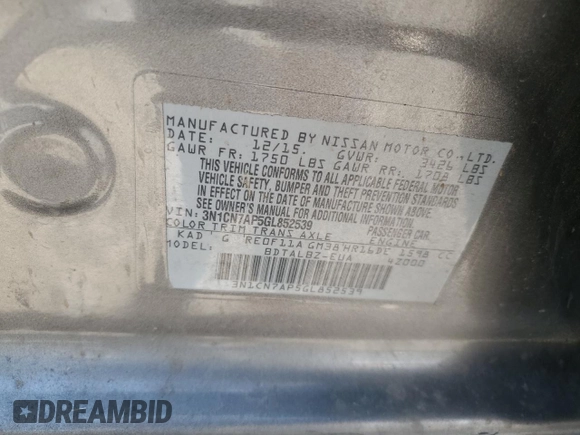 MANUFACTURED BY NISSAN MOTOR CO.,LTD.
DATE: 12/15. GVWR: 3426 LBS
GAWR FR: 1750 LBS GAWR RR: 1708 LBS
THIS VEHICLE CONFORMS TO ALL APPLICABLE FEDERAL MOTOR
VEHICLE SAFETY, BUMPER AND THEFT PREVENTION STANDARDS
IN EFFECT ON THE DATE OF MANUFACTURE SHOWN ABOVE.
SEE OWNER'S MANUAL FOR ADDITIONAL INFORMATION.
VIN: 3N1CN7AP5GL852539 PASSENGER CAR
COLOR TRIM TRANS AXLE ENGINE
KAD G RE0F11A GM38 HR16DE 1598 CC
MODEL: BDTALBZ-EUA 42000
3N1CN7AP5GL852539
DREAMBID